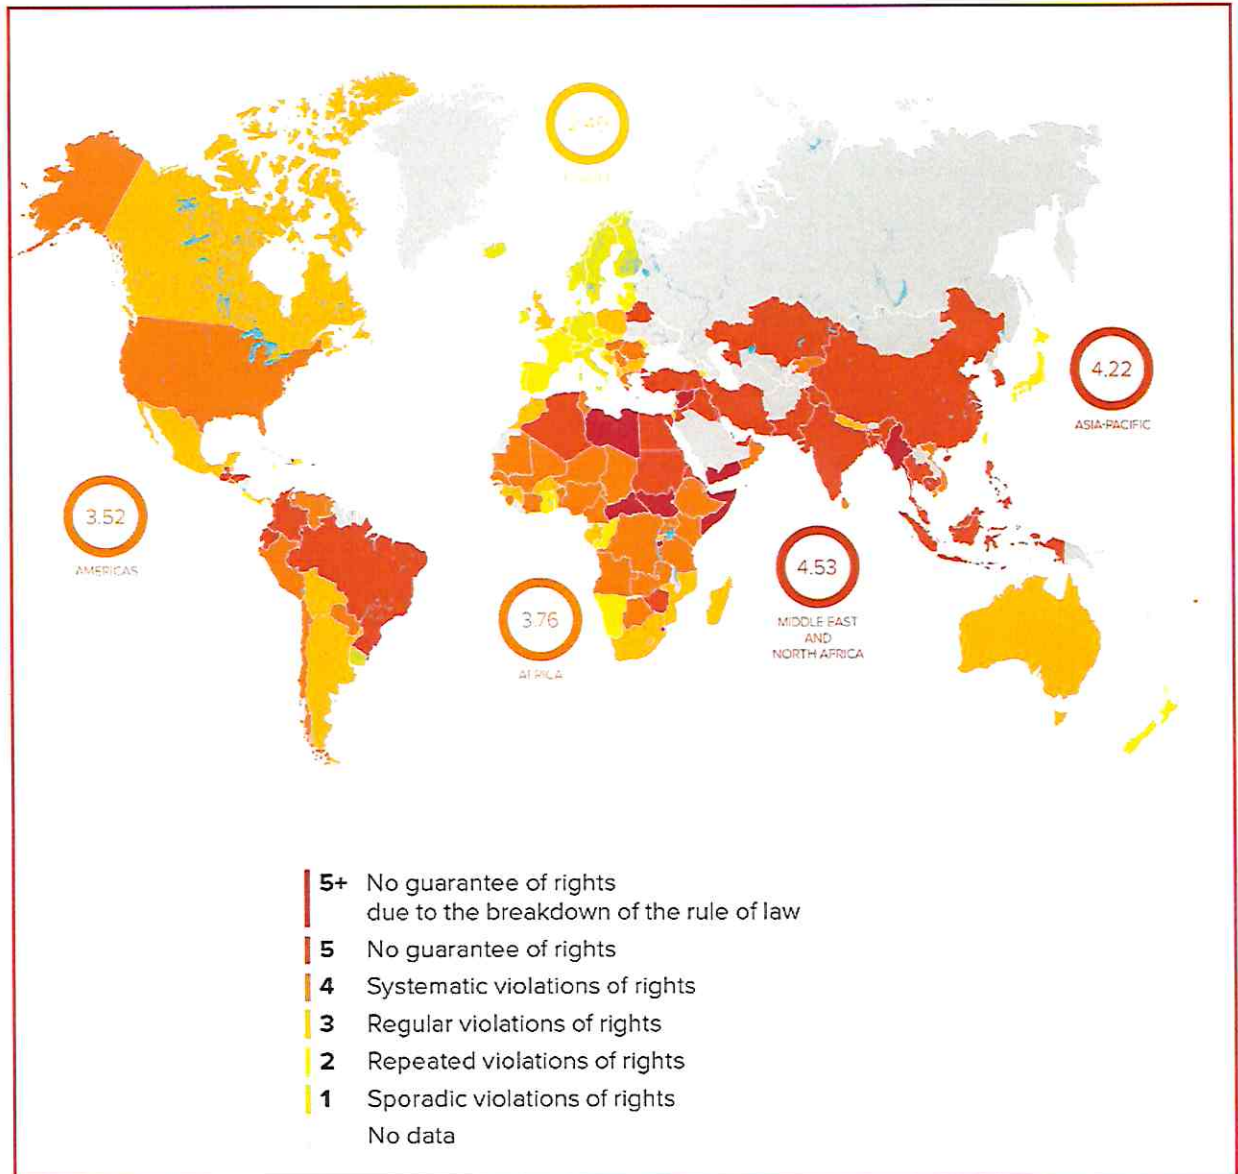 4.22
ASIA-PACIFIC
3.52
AMERICAS
4.53
MIDDLE EAST
AND
NORTH AFRICA
3.76
AFRICA
5+ No guarantee of rights
due to the breakdown of the rule of law
5 No guarantee of rights
4 Systematic violations of rights
3 Regular violations of rights
2 Repeated violations of rights
1 Sporadic violations of rights
No data